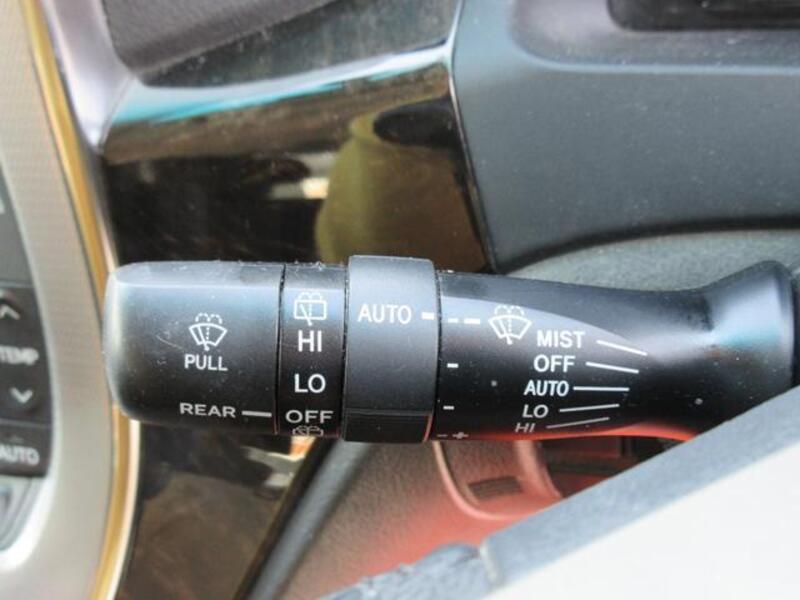 PULL
REAR
HI
LO
OFF
AUTO
MIST
OFF
AUTO
LO
HI
- +
TEMP
AUTO